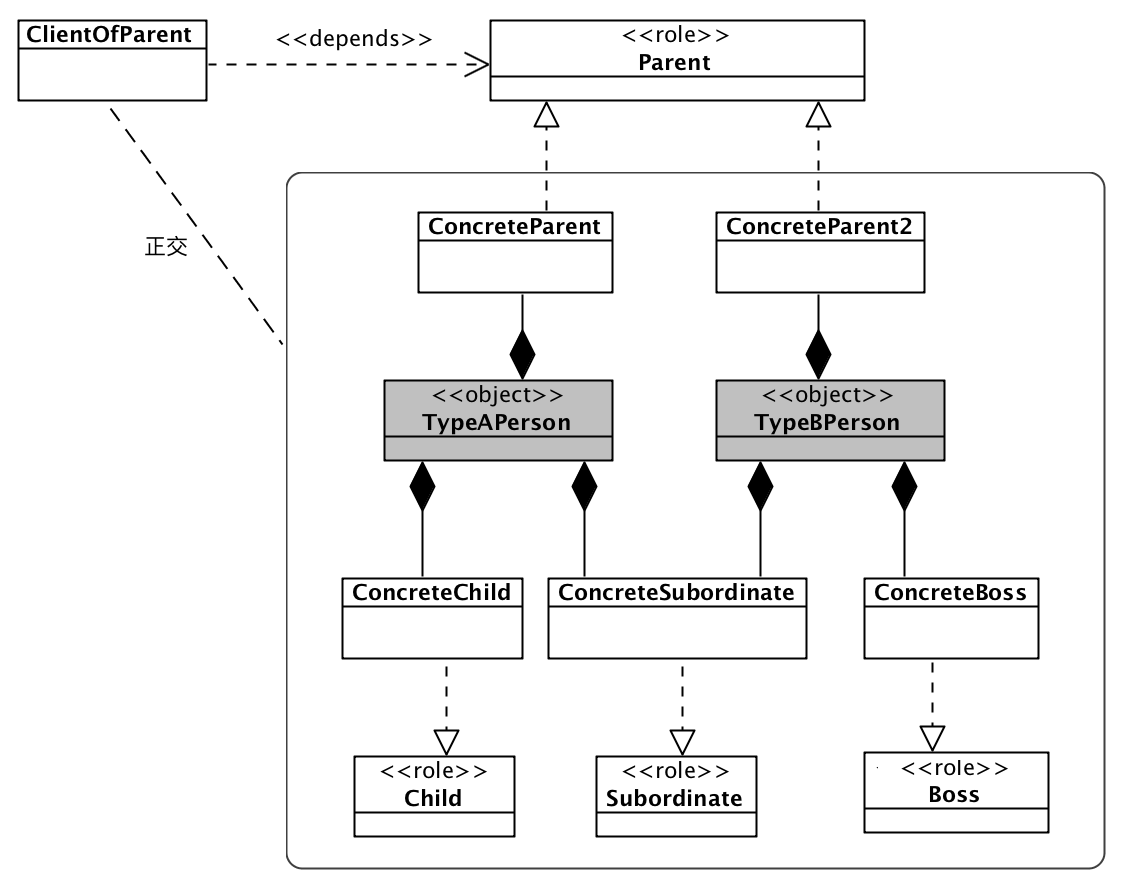 ClientOfParent
<<depends>>
<<role>>
Parent
正交
ConcreteParent
ConcreteParent2
<<object>>
TypeAPerson
<<object>>
TypeBPerson
ConcreteChild
ConcreteSubordinate
ConcreteBoss
<<role>>
Child
<<role>>
Subordinate
<<role>>
Boss